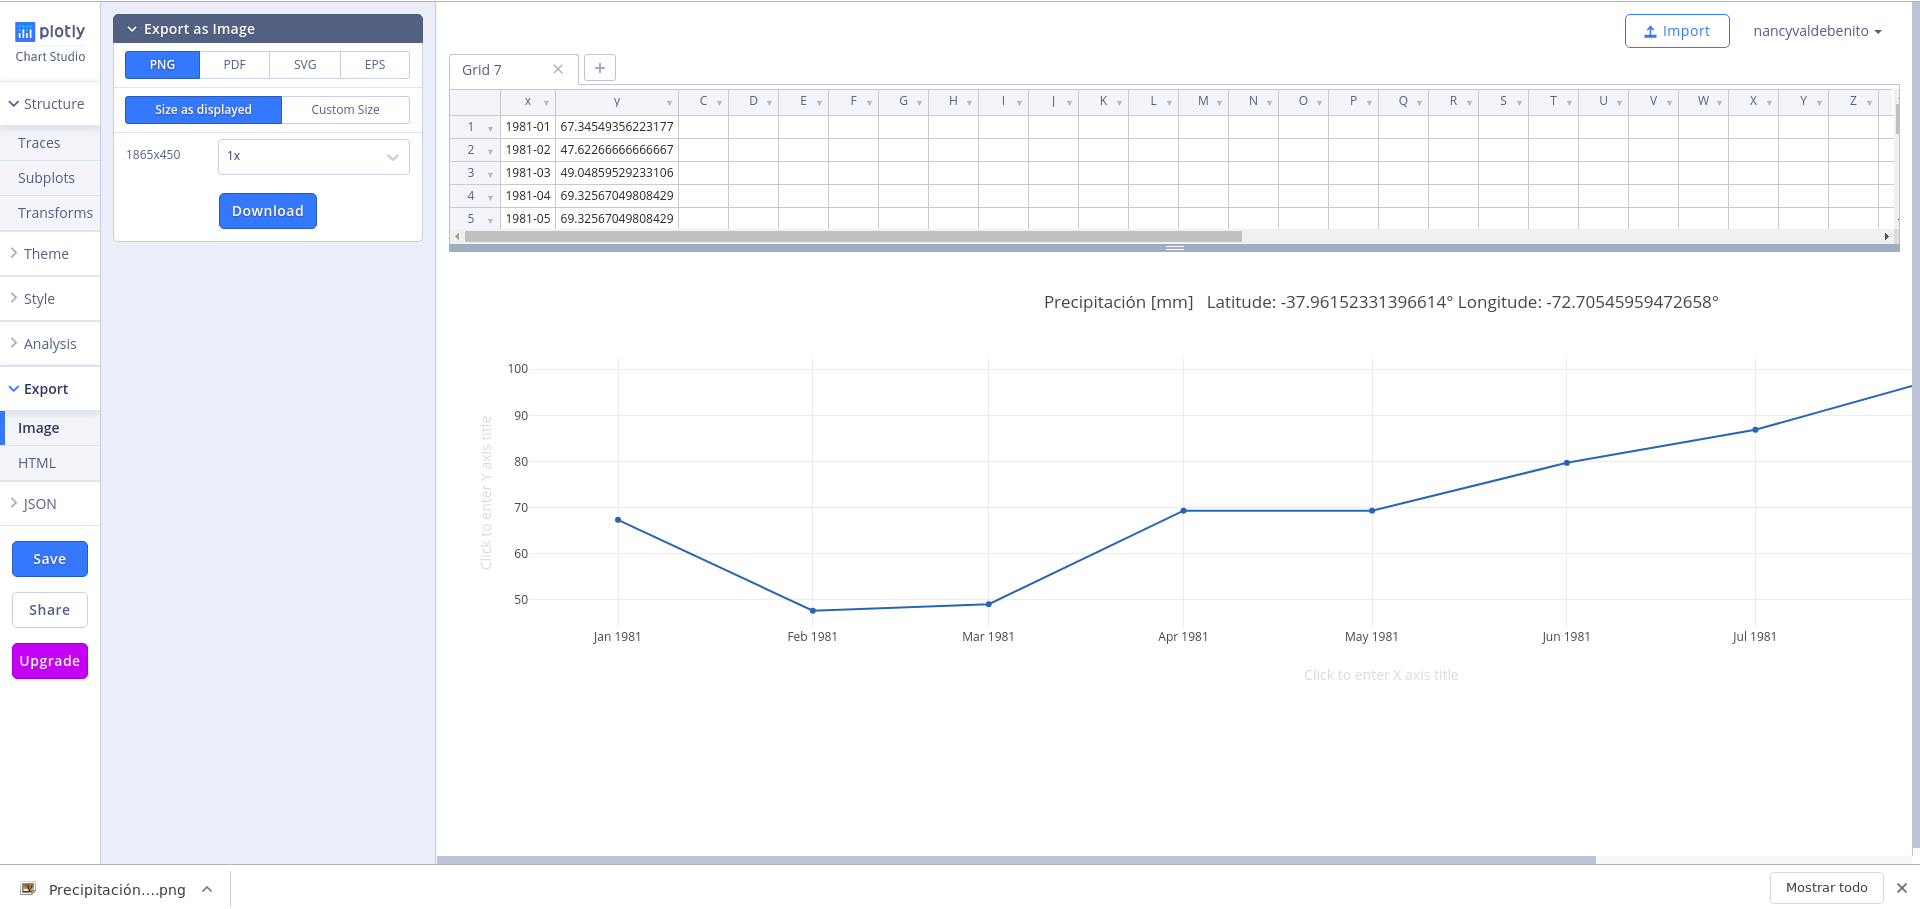 plotly
Chart Studio
Structure
Traces
Subplots
Transforms
Theme
Style
Analysis
Export
Image
HTML
JSON
Save
Share
Upgrade
Export as Image
PNG PDF SVG EPS
Size as displayed Custom Size
1865x450 1x
Download
Import nancyvaldebenito
Grid 7
x y C D E F G H I J K L M N O P Q R S T U V W X Y Z
1 1981-01 67.34549356223177
2 1981-02 47.62266666666667
3 1981-03 49.04859529233106
4 1981-04 69.32567049808429
5 1981-05 69.32567049808429
Precipitación [mm] Latitude: -37.96152331396614° Longitude: -72.70545959472658°
100
90
80
70
60
50
Click to enter Y axis title
Jan 1981 Feb 1981 Mar 1981 Apr 1981 May 1981 Jun 1981 Jul 1981
Click to enter X axis title
Precipitación....png
Mostrar todo